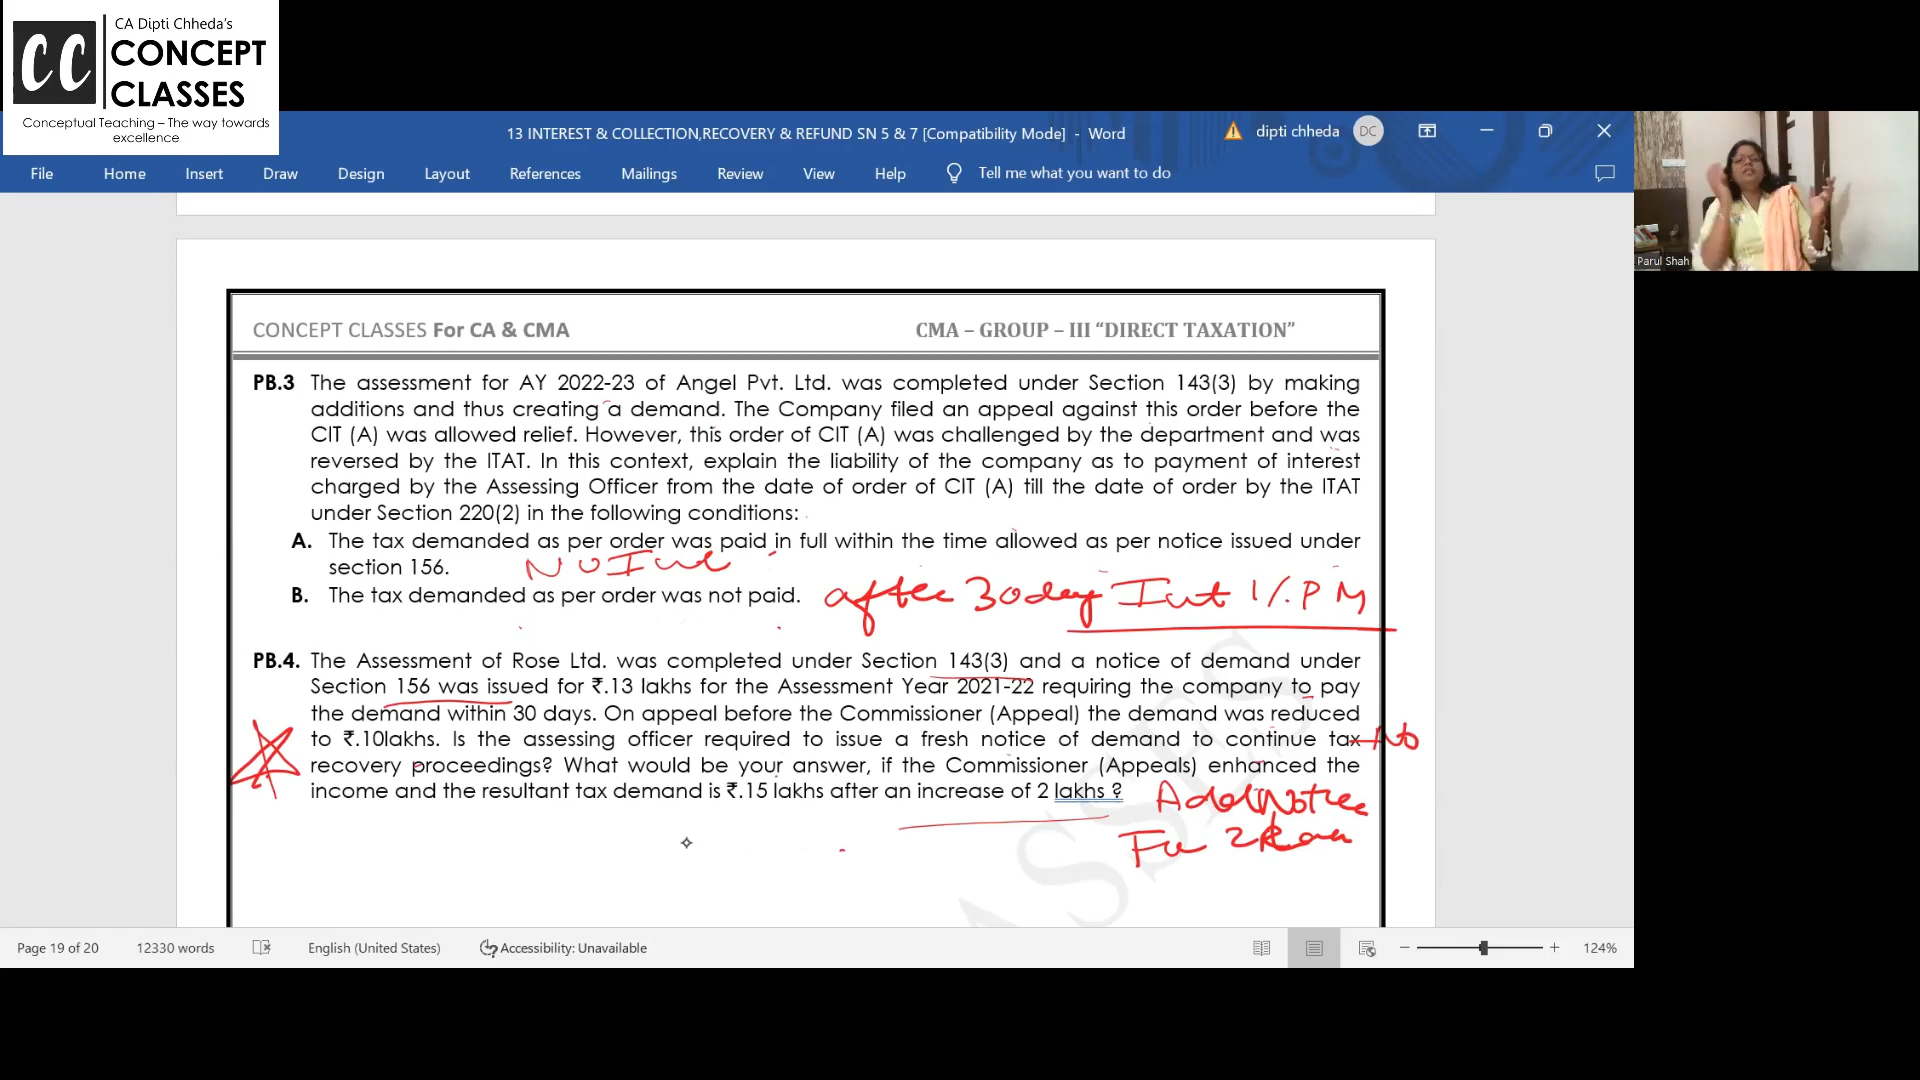 CA Dipti Chheda's
CC CONCEPT
CLASSES
Conceptual Teaching – The way towards
excellence
13 INTEREST & COLLECTION,RECOVERY & REFUND SN 5 & 7 [Compatibility Mode] - Word
dipti chheda DC
File Home Insert Draw Design Layout References Mailings Review View Help Tell me what you want to do
Parul Shah
CONCEPT CLASSES For CA & CMA CMA – GROUP – III “DIRECT TAXATION”
PB.3 The assessment for AY 2022-23 of Angel Pvt. Ltd. was completed under Section 143(3) by making
additions and thus creating a demand. The Company filed an appeal against this order before the
CIT (A) was allowed relief. However, this order of CIT (A) was challenged by the department and was
reversed by the ITAT. In this context, explain the liability of the company as to payment of interest
charged by the Assessing Officer from the date of order of CIT (A) till the date of order by the ITAT
under Section 220(2) in the following conditions:
A. The tax demanded as per order was paid in full within the time allowed as per notice issued under
section 156. No Int
B. The tax demanded as per order was not paid. after 30 day Int 1%.PM
PB.4. The Assessment of Rose Ltd. was completed under Section 143(3) and a notice of demand under
Section 156 was issued for ₹.13 lakhs for the Assessment Year 2021-22 requiring the company to pay
the demand within 30 days. On appeal before the Commissioner (Appeal) the demand was reduced
to ₹.10lakhs. Is the assessing officer required to issue a fresh notice of demand to continue tax No
recovery proceedings? What would be your answer, if the Commissioner (Appeals) enhanced the
income and the resultant tax demand is ₹.15 lakhs after an increase of 2 lakhs ? Addl Notice
For 2
ASSES
Page 19 of 20 12330 words English (United States) Accessibility: Unavailable 124%